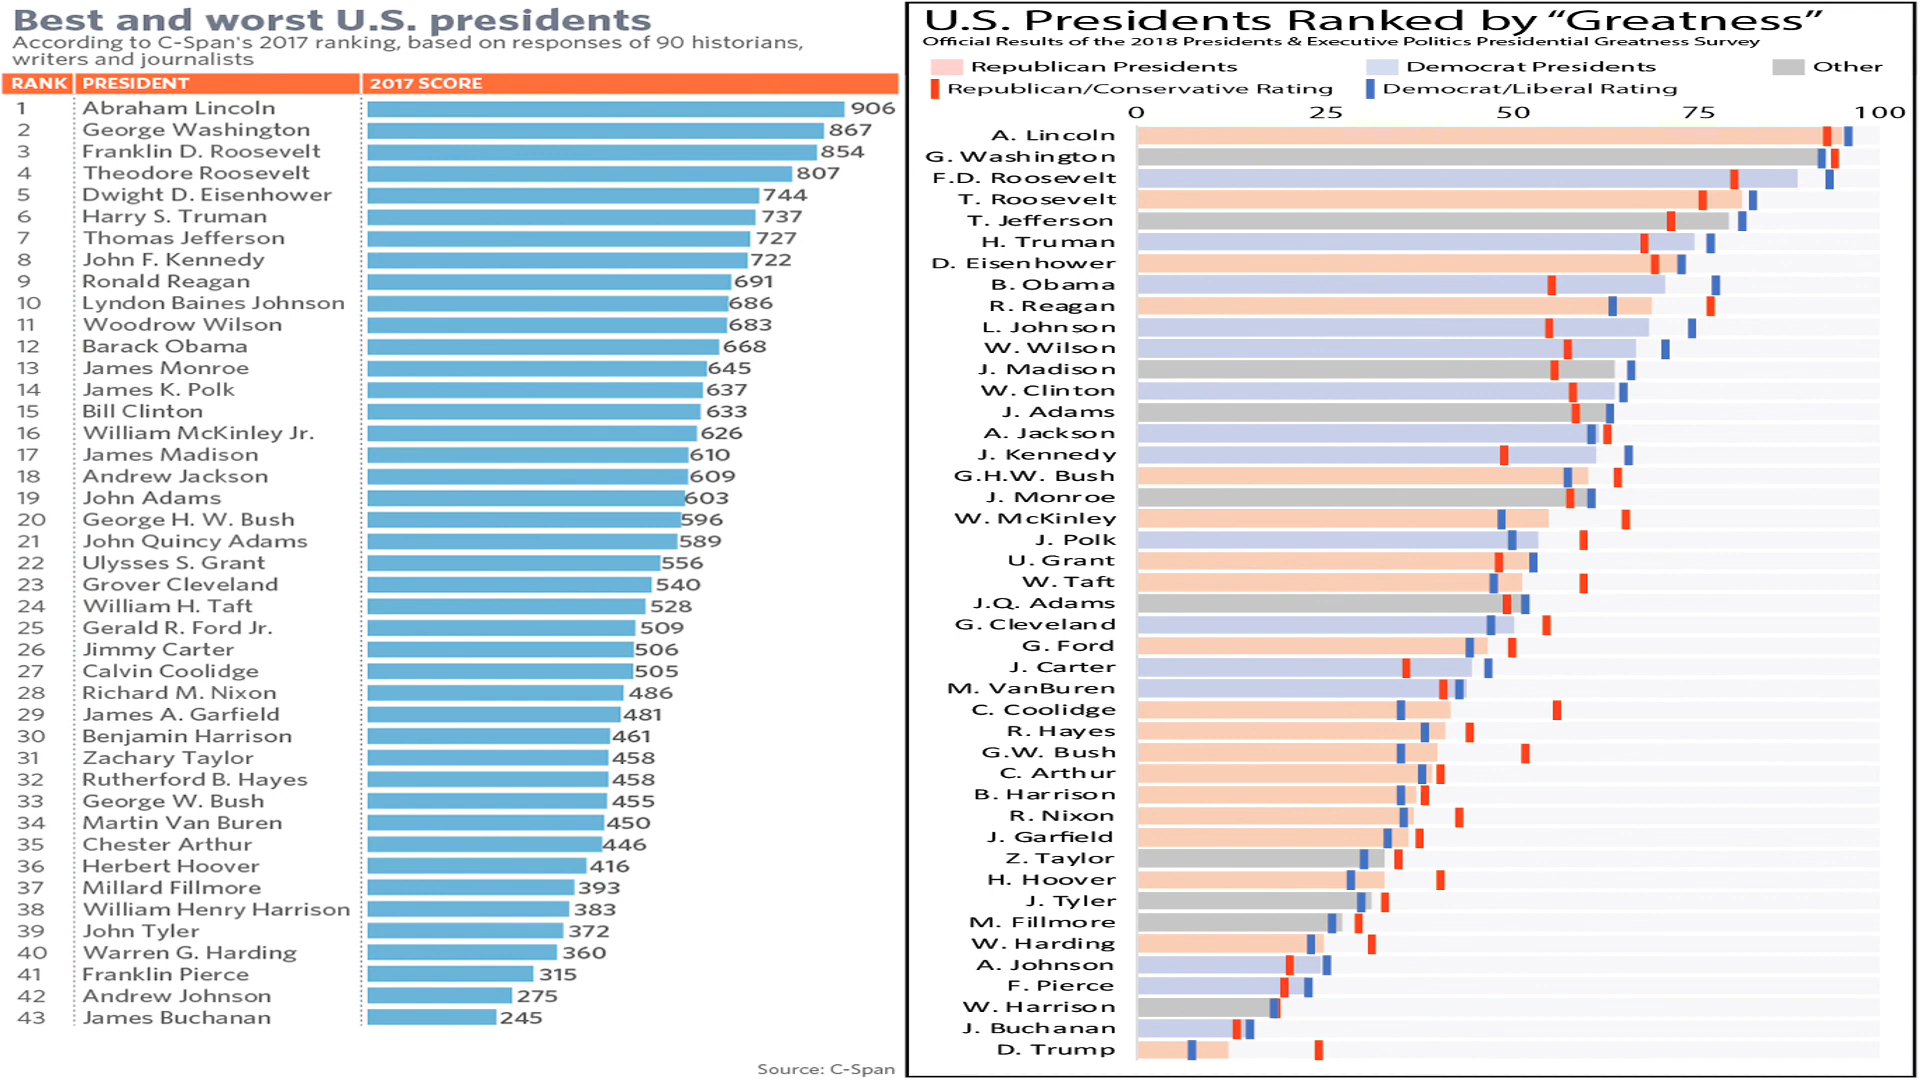 Best and worst U.S. presidents
According to C-Span's 2017 ranking, based on responses of 90 historians,
writers and journalists
RANK PRESIDENT 2017 SCORE
1 Abraham Lincoln 906
2 George Washington 867
3 Franklin D. Roosevelt 854
4 Theodore Roosevelt 807
5 Dwight D. Eisenhower 744
6 Harry S. Truman 737
7 Thomas Jefferson 727
8 John F. Kennedy 722
9 Ronald Reagan 691
10 Lyndon Baines Johnson 686
11 Woodrow Wilson 683
12 Barack Obama 668
13 James Monroe 645
14 James K. Polk 637
15 Bill Clinton 633
16 William McKinley Jr. 626
17 James Madison 610
18 Andrew Jackson 609
19 John Adams 603
20 George H. W. Bush 596
21 John Quincy Adams 589
22 Ulysses S. Grant 556
23 Grover Cleveland 540
24 William H. Taft 528
25 Gerald R. Ford Jr. 509
26 Jimmy Carter 506
27 Calvin Coolidge 505
28 Richard M. Nixon 486
29 James A. Garfield 481
30 Benjamin Harrison 461
31 Zachary Taylor 458
32 Rutherford B. Hayes 458
33 George W. Bush 455
34 Martin Van Buren 450
35 Chester Arthur 446
36 Herbert Hoover 416
37 Millard Fillmore 393
38 William Henry Harrison 383
39 John Tyler 372
40 Warren G. Harding 360
41 Franklin Pierce 315
42 Andrew Johnson 275
43 James Buchanan 245
Source: C-Span
U.S. Presidents Ranked by “Greatness”
Official Results of the 2018 Presidents & Executive Politics Presidential Greatness Survey
Republican Presidents Democrat Presidents Other
Republican/Conservative Rating Democrat/Liberal Rating
0 25 50 75 100
A. Lincoln
G. Washington
F.D. Roosevelt
T. Roosevelt
T. Jefferson
H. Truman
D. Eisenhower
B. Obama
R. Reagan
L. Johnson
W. Wilson
J. Madison
W. Clinton
J. Adams
A. Jackson
J. Kennedy
G.H.W. Bush
J. Monroe
W. McKinley
J. Polk
U. Grant
W. Taft
J.Q. Adams
G. Cleveland
G. Ford
J. Carter
M. VanBuren
C. Coolidge
R. Hayes
G.W. Bush
C. Arthur
B. Harrison
R. Nixon
J. Garfield
Z. Taylor
H. Hoover
J. Tyler
M. Fillmore
W. Harding
A. Johnson
F. Pierce
W. Harrison
J. Buchanan
D. Trump